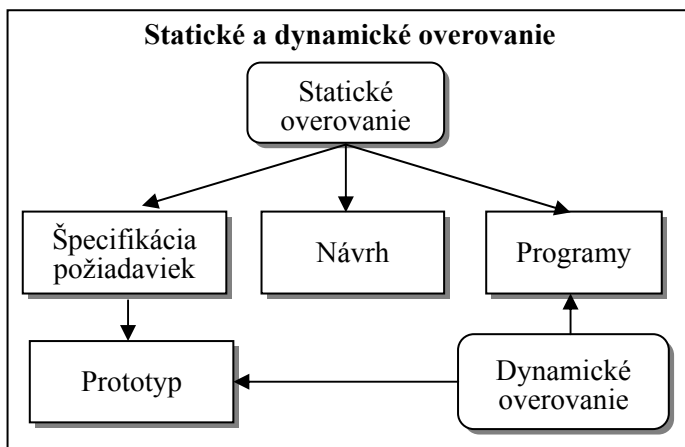 Statické a dynamické overovanie
Statické
overovanie
Špecifikácia
požiadaviek
Návrh
Programy
Prototyp
Dynamické
overovanie